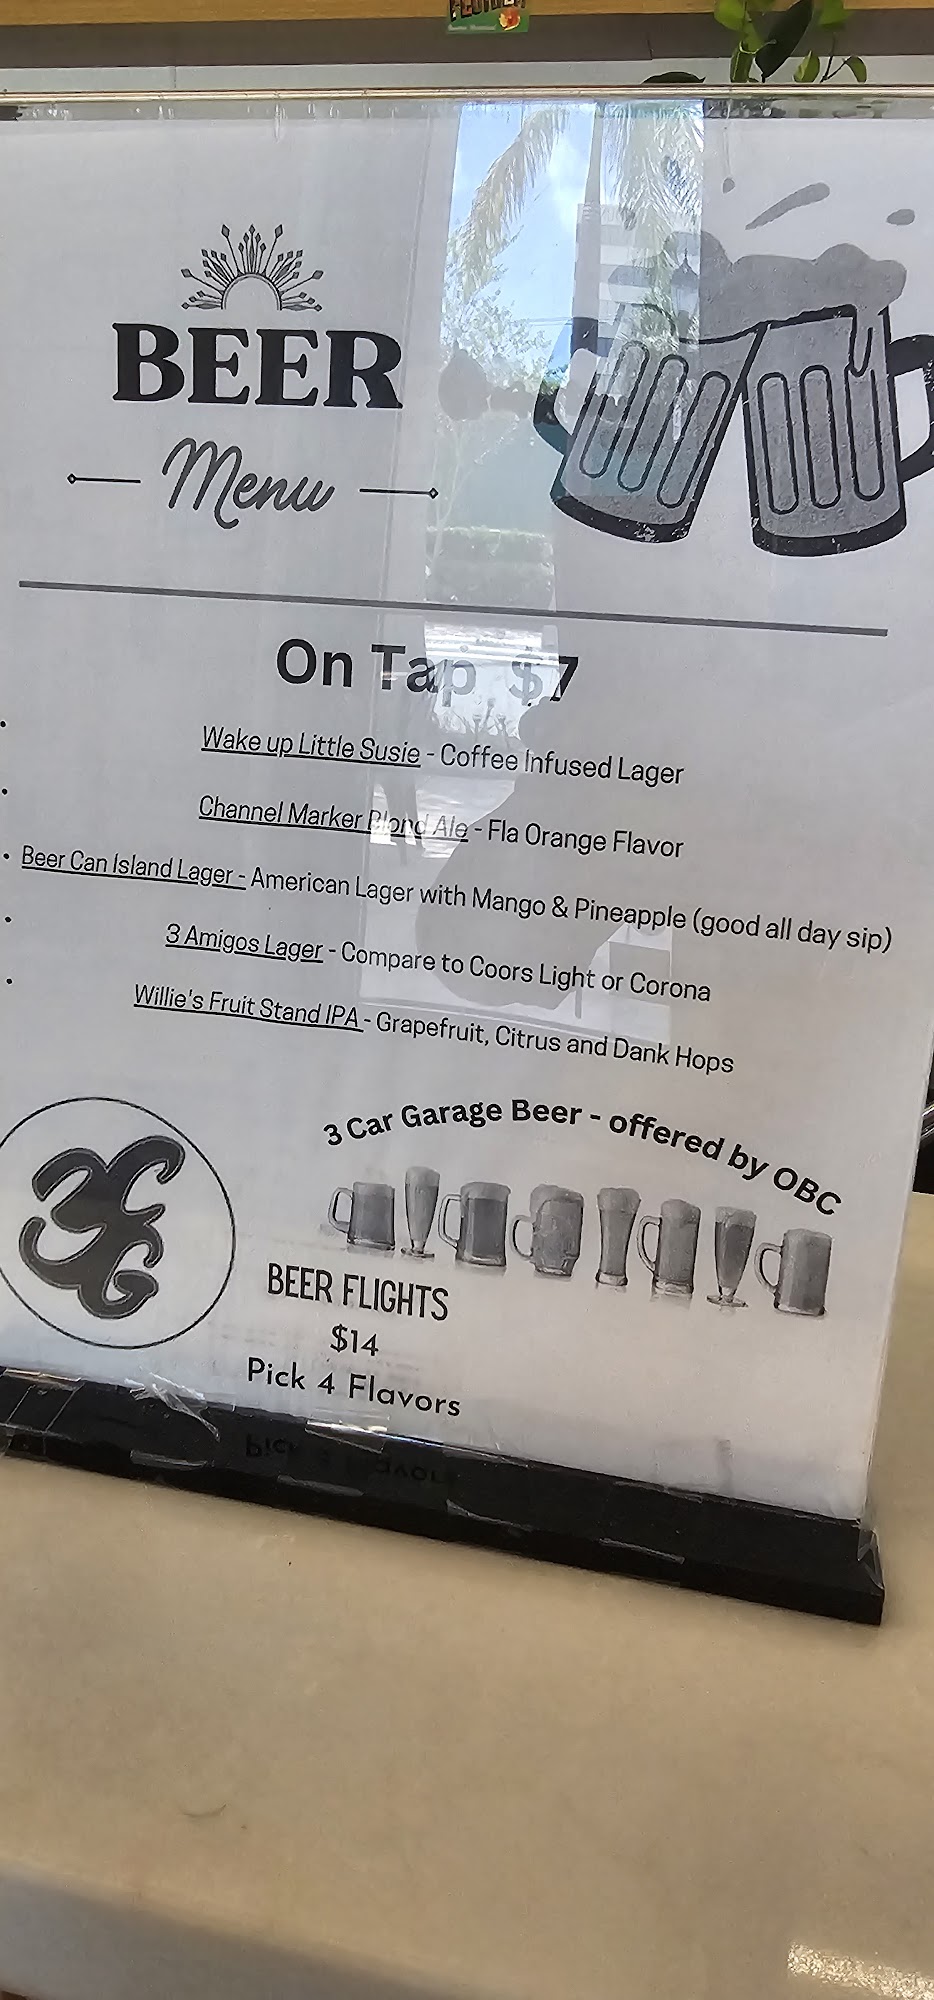 BEER
Menu
On Tap $7
• Wake up Little Susie - Coffee Infused Lager
• Channel Marker Blond Ale - Fla Orange Flavor
• Beer Can Island Lager - American Lager with Mango & Pineapple (good all day sip)
• 3 Amigos Lager - Compare to Coors Light or Corona
• Willie's Fruit Stand IPA - Grapefruit, Citrus and Dank Hops
3 Car Garage Beer - offered by OBC
3CG
BEER FLIGHTS
$14
Pick 4 Flavors